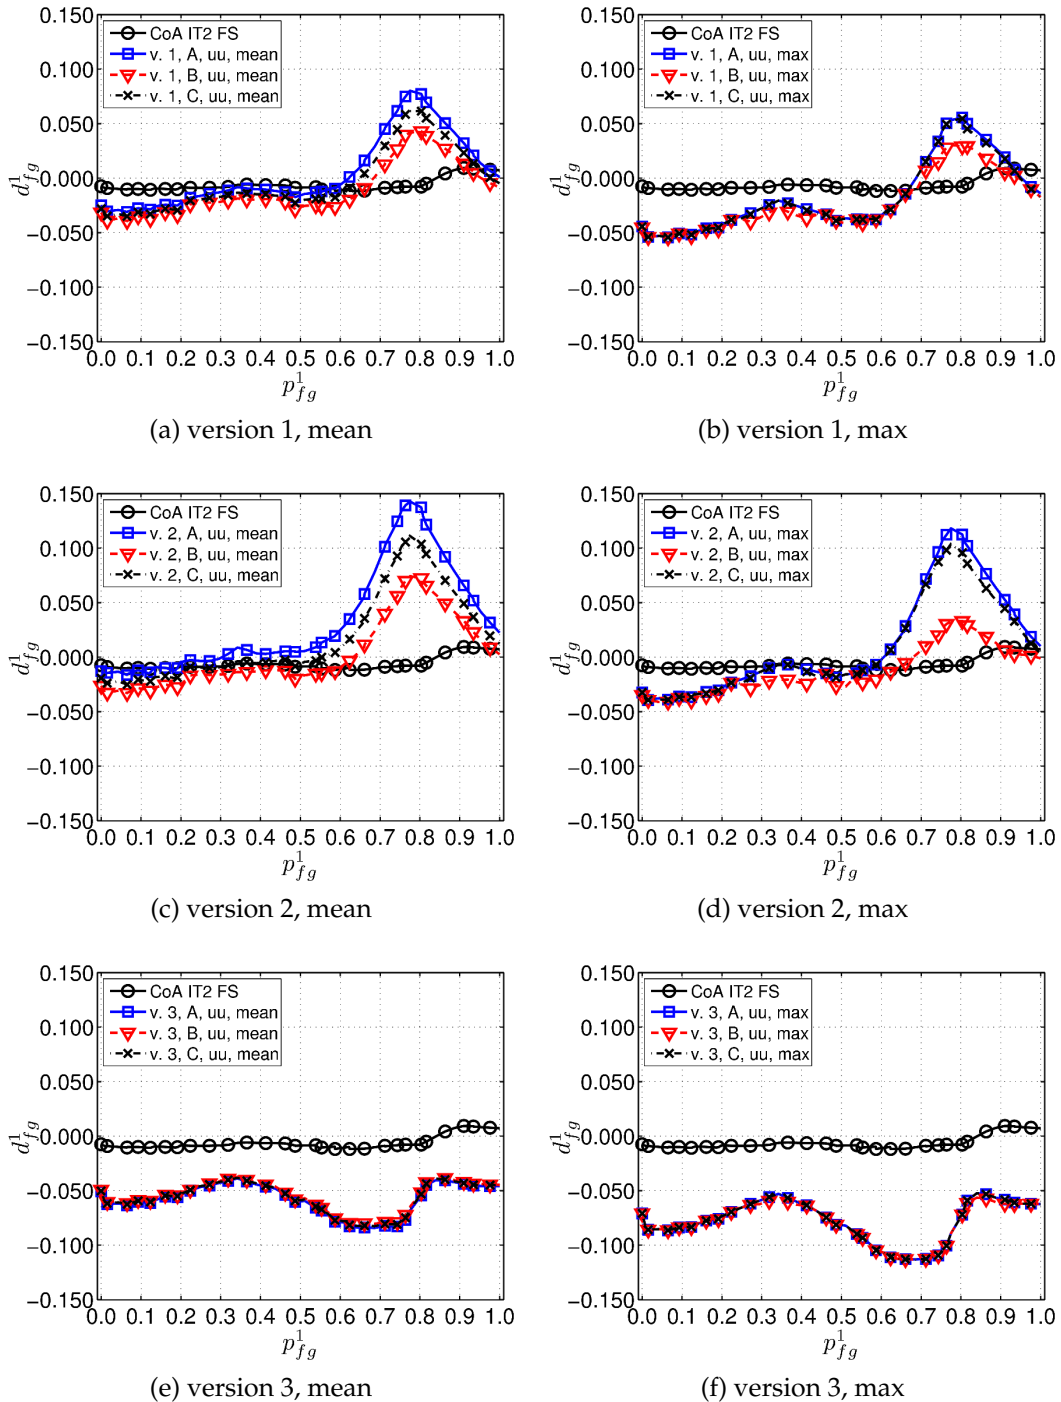 0.150
0.100
0.050
0.000
−0.050
−0.100
−0.150
d¹fg
CoA IT2 FS
v. 1, A, uu, mean
v. 1, B, uu, mean
v. 1, C, uu, mean
0.0 0.1 0.2 0.3 0.4 0.5 0.6 0.7 0.8 0.9 1.0
p¹fg
(a) version 1, mean
0.150
0.100
0.050
0.000
−0.050
−0.100
−0.150
d¹fg
CoA IT2 FS
v. 1, A, uu, max
v. 1, B, uu, max
v. 1, C, uu, max
0.0 0.1 0.2 0.3 0.4 0.5 0.6 0.7 0.8 0.9 1.0
p¹fg
(b) version 1, max
0.150
0.100
0.050
0.000
−0.050
−0.100
−0.150
d¹fg
CoA IT2 FS
v. 2, A, uu, mean
v. 2, B, uu, mean
v. 2, C, uu, mean
0.0 0.1 0.2 0.3 0.4 0.5 0.6 0.7 0.8 0.9 1.0
p¹fg
(c) version 2, mean
0.150
0.100
0.050
0.000
−0.050
−0.100
−0.150
d¹fg
CoA IT2 FS
v. 2, A, uu, max
v. 2, B, uu, max
v. 2, C, uu, max
0.0 0.1 0.2 0.3 0.4 0.5 0.6 0.7 0.8 0.9 1.0
p¹fg
(d) version 2, max
0.150
0.100
0.050
0.000
−0.050
−0.100
−0.150
d¹fg
CoA IT2 FS
v. 3, A, uu, mean
v. 3, B, uu, mean
v. 3, C, uu, mean
0.0 0.1 0.2 0.3 0.4 0.5 0.6 0.7 0.8 0.9 1.0
p¹fg
(e) version 3, mean
0.150
0.100
0.050
0.000
−0.050
−0.100
−0.150
d¹fg
CoA IT2 FS
v. 3, A, uu, max
v. 3, B, uu, max
v. 3, C, uu, max
0.0 0.1 0.2 0.3 0.4 0.5 0.6 0.7 0.8 0.9 1.0
p¹fg
(f) version 3, max